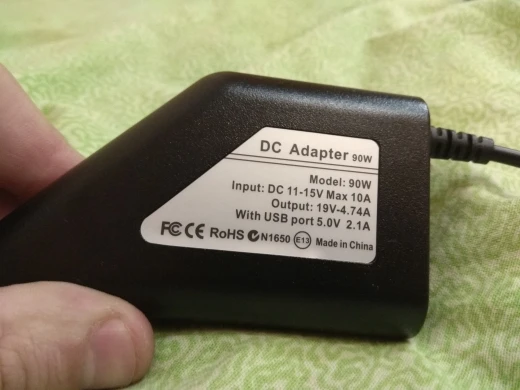 DC Adapter 90W
Model: 90W
Input: DC 11-15V Max 10A
Output: 19V-4.74A
With USB port 5.0V 2.1A
FC CE RoHS N1650 E13 Made in China